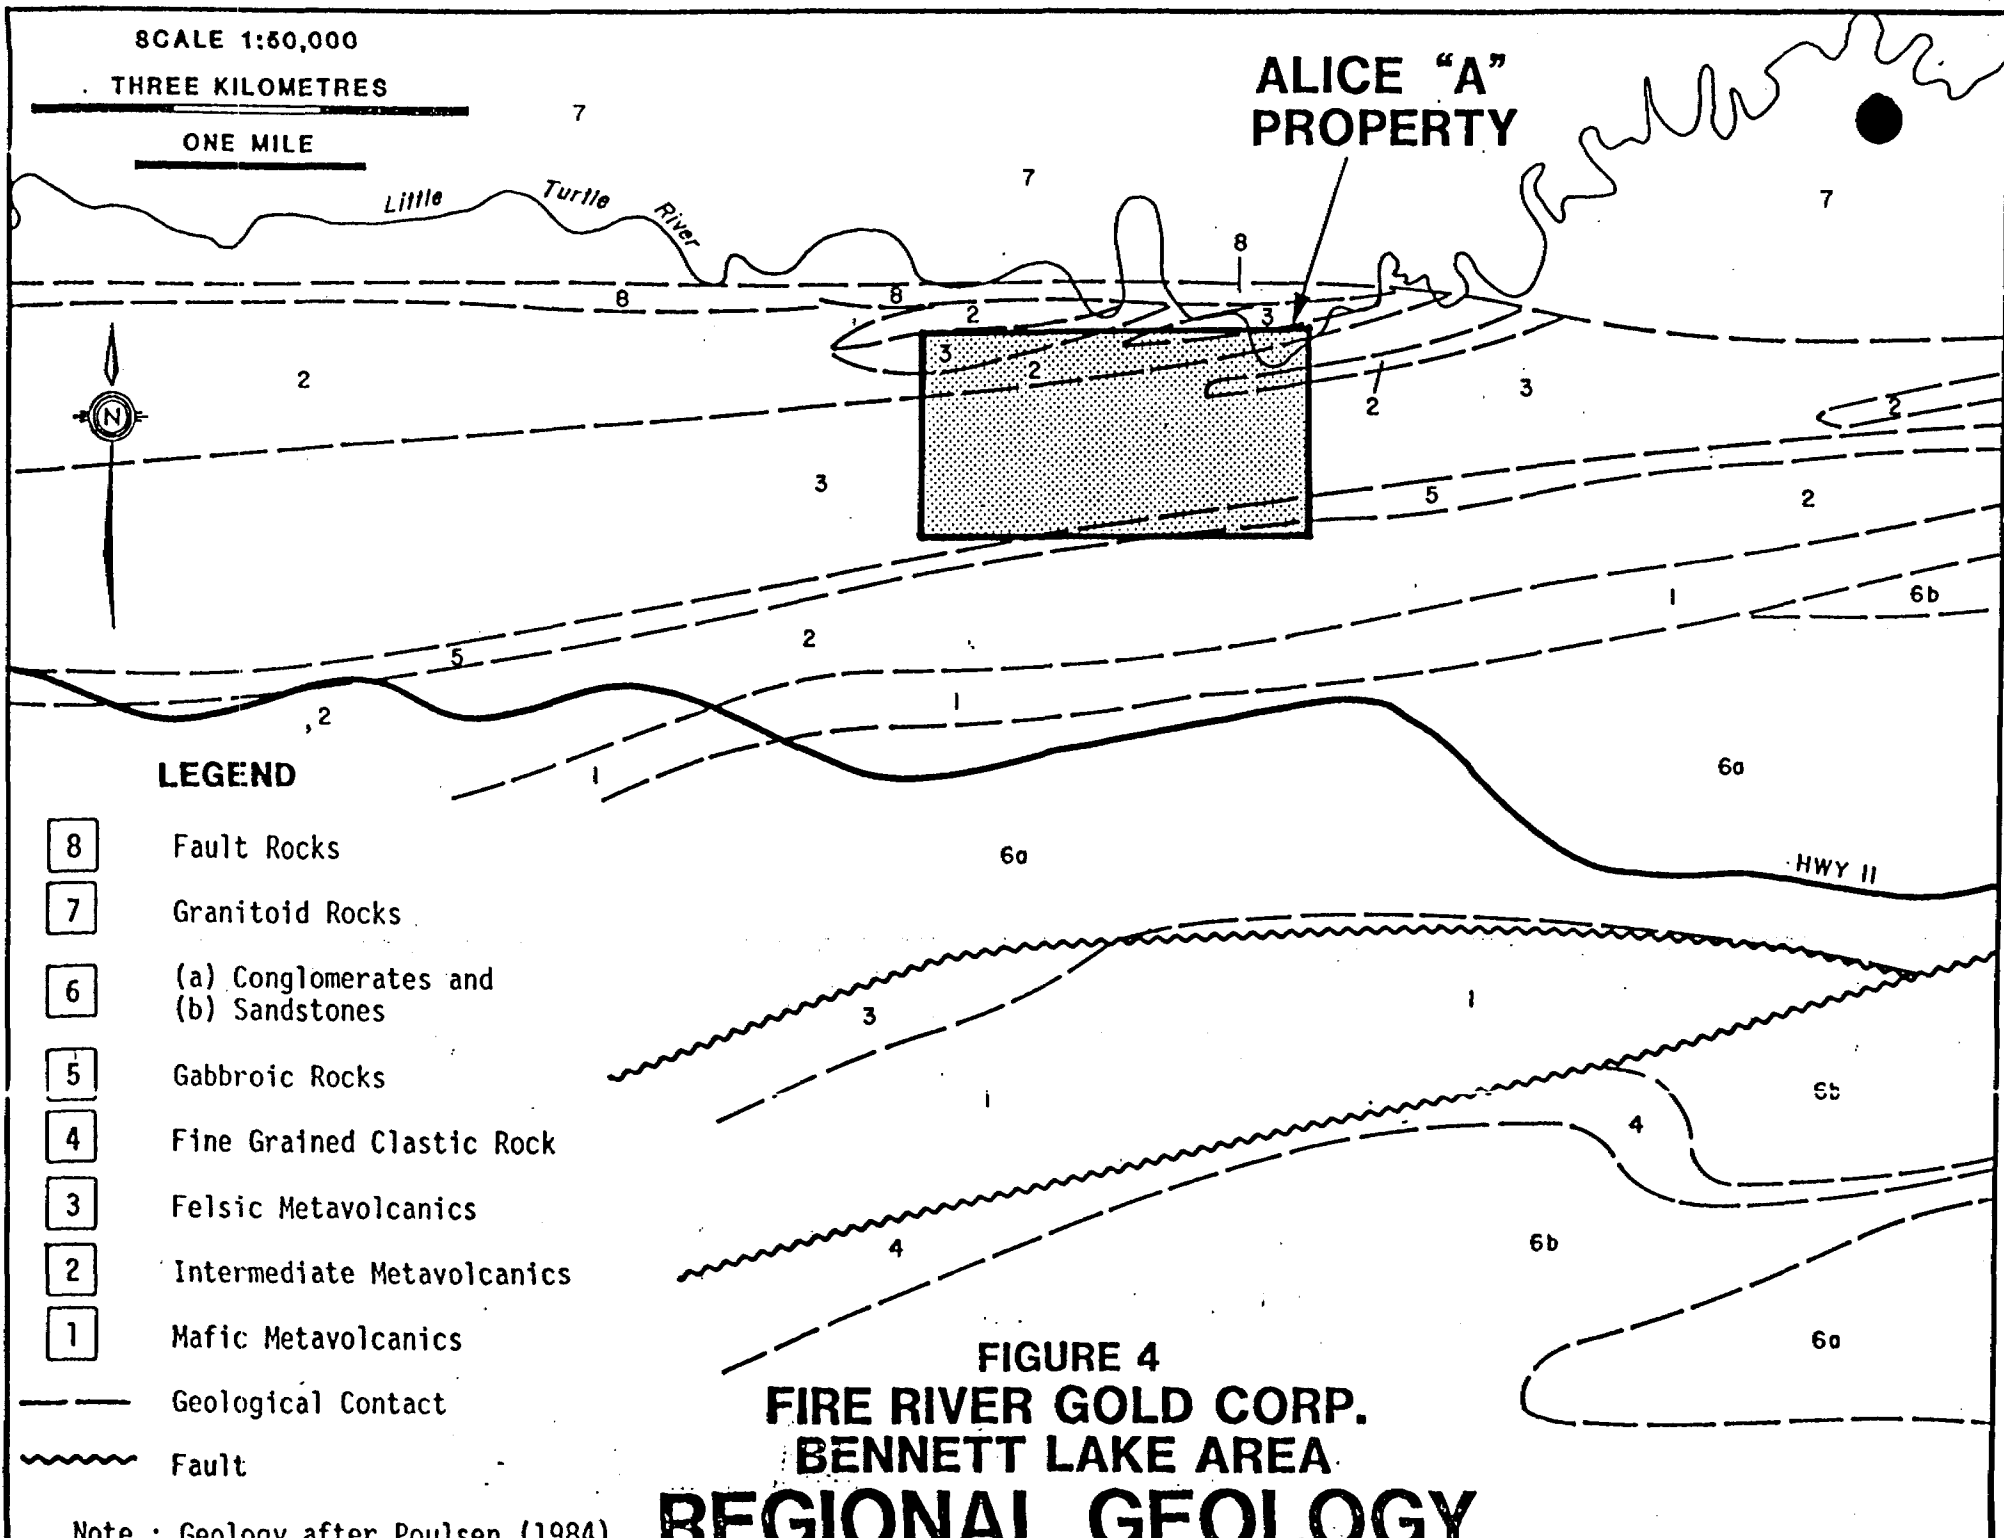 SCALE 1:50,000
THREE KILOMETRES
ONE MILE
ALICE "A"
PROPERTY
7
7
7
Little Turtle River
8
8
8
2
3
3
2
2
3
2
2
N
3
5
2
1
6b
2
5
1
2
1
6a
6a
HWY 11
3
1
1
6b
4
4
6b
6a
LEGEND
8 Fault Rocks
7 Granitoid Rocks
6 (a) Conglomerates and
(b) Sandstones
5 Gabbroic Rocks
4 Fine Grained Clastic Rock
3 Felsic Metavolcanics
2 Intermediate Metavolcanics
1 Mafic Metavolcanics
Geological Contact
Fault
Note : Geology after Poulsen (1984)
FIGURE 4
FIRE RIVER GOLD CORP.
BENNETT LAKE AREA
REGIONAL GEOLOGY